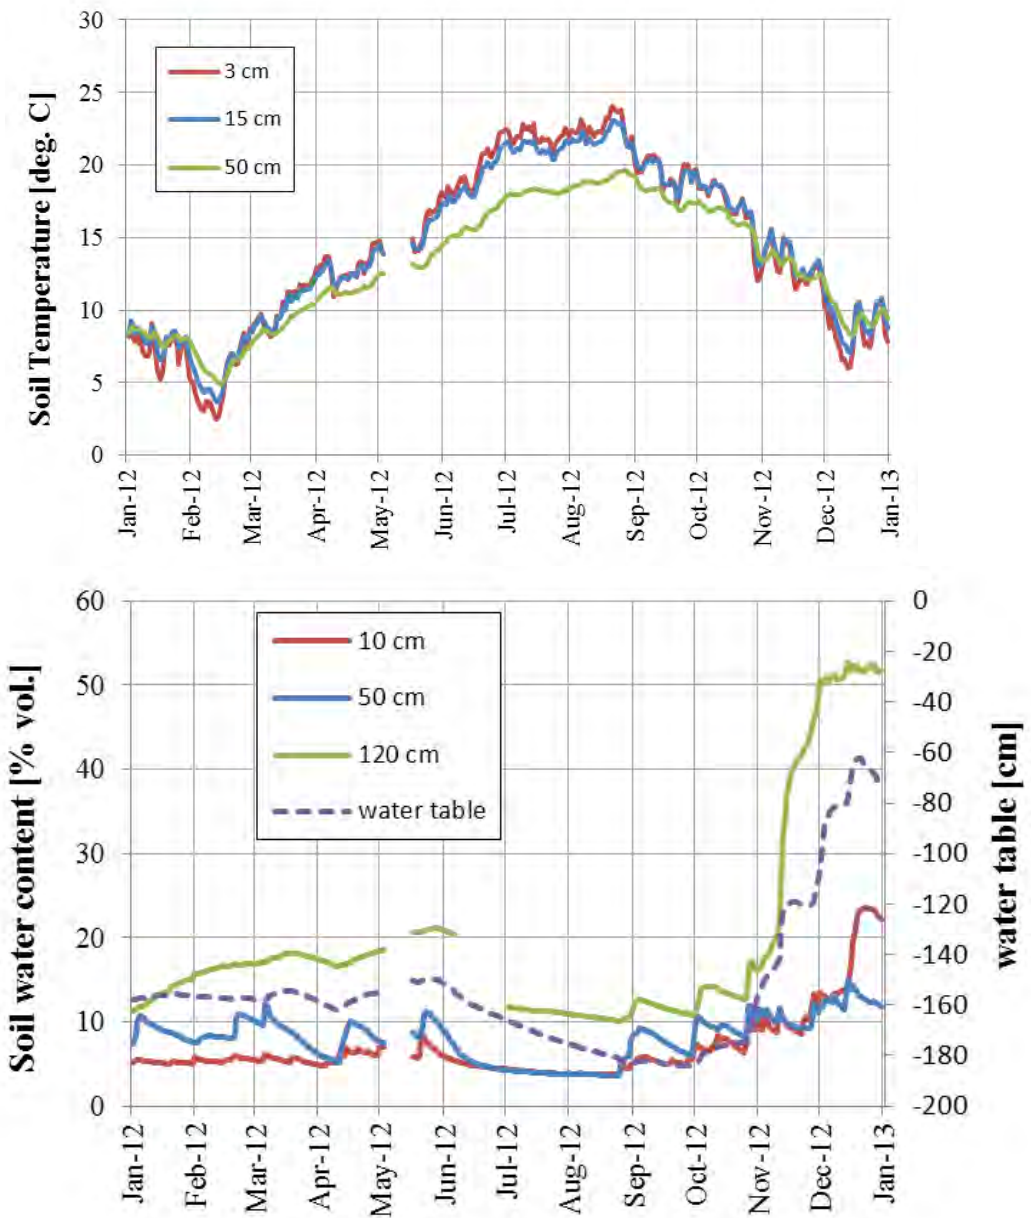 Soil Temperature [deg. C]
30
25
20
15
10
5
0
3 cm
15 cm
50 cm
Jan-12
Feb-12
Mar-12
Apr-12
May-12
Jun-12
Jul-12
Aug-12
Sep-12
Oct-12
Nov-12
Dec-12
Jan-13
Soil water content [% vol.]
60
50
40
30
20
10
0
10 cm
50 cm
120 cm
water table
0
-20
-40
-60
-80
-100
-120
-140
-160
-180
-200
water table [cm]
Jan-12
Feb-12
Mar-12
Apr-12
May-12
Jun-12
Jul-12
Aug-12
Sep-12
Oct-12
Nov-12
Dec-12
Jan-13